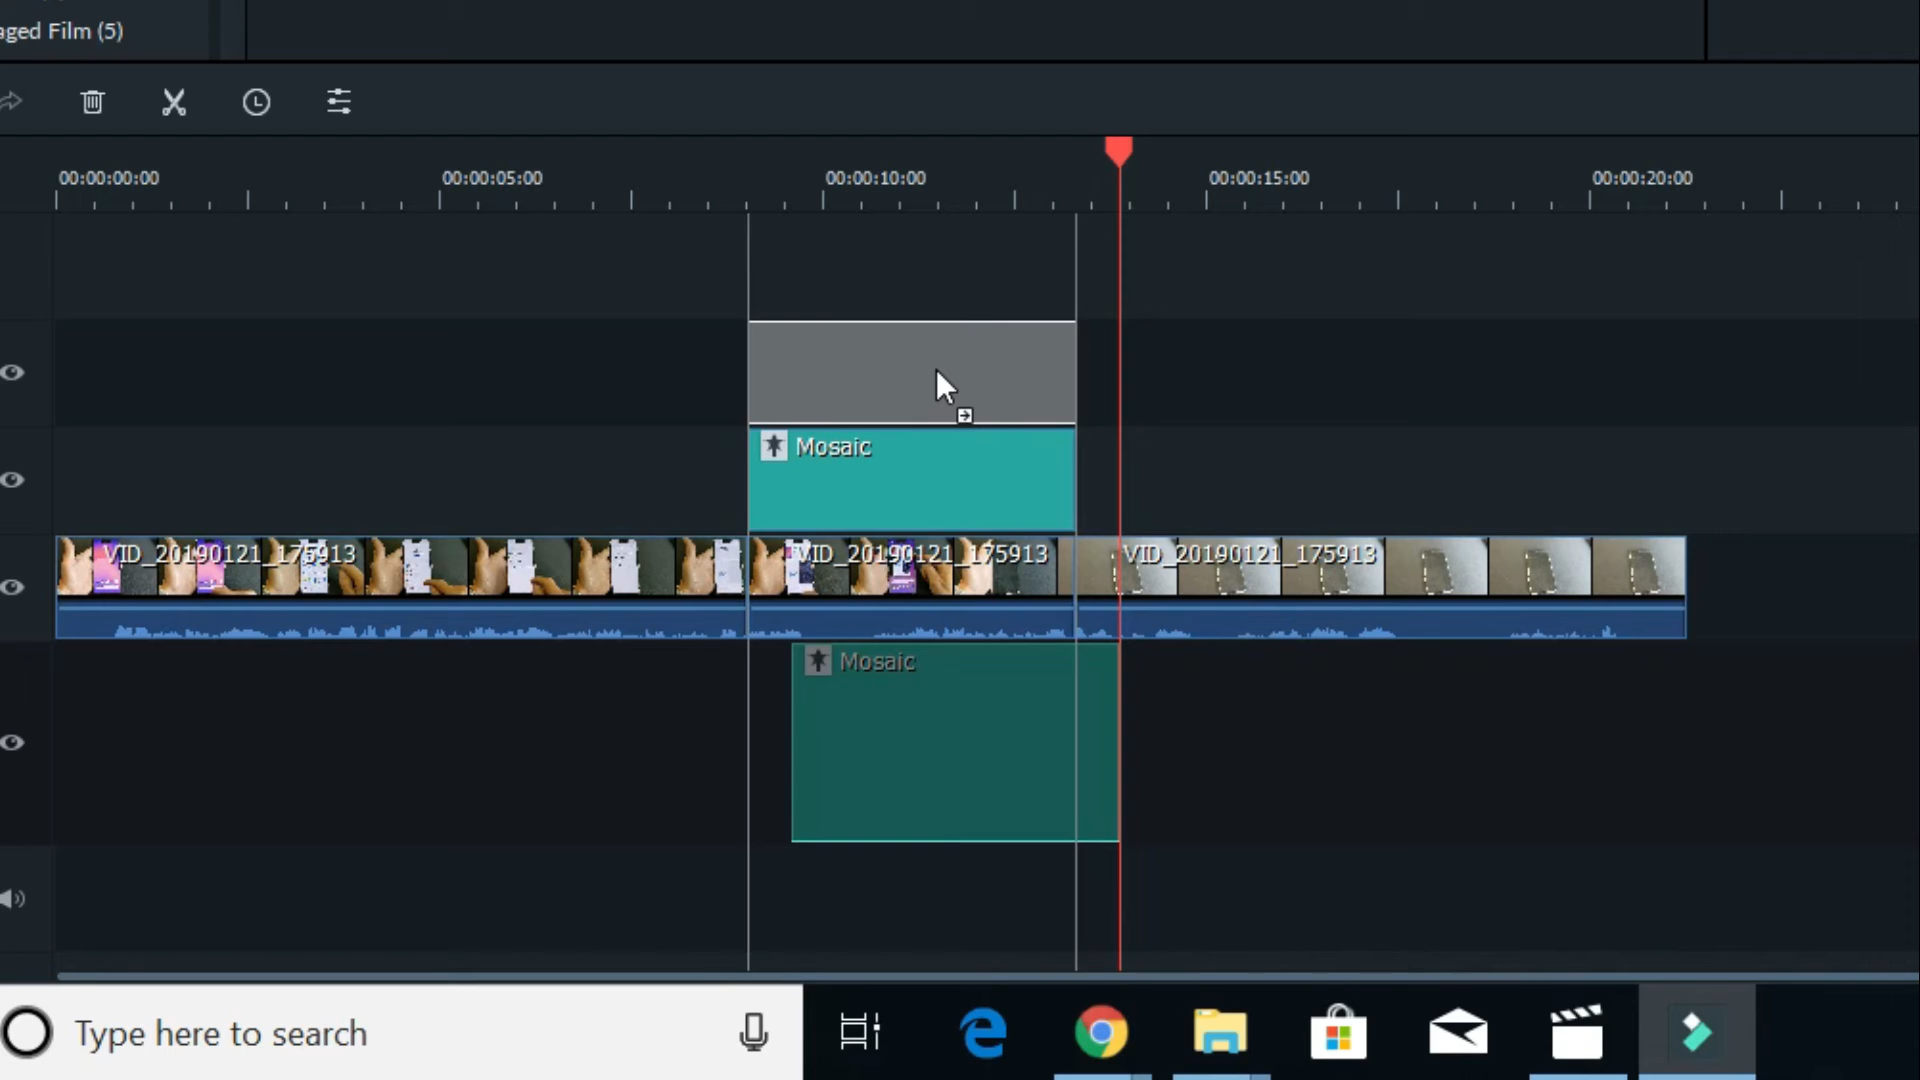 aged Film (5)
00:00:00:00
00:00:05:00
00:00:10:00
00:00:15:00
00:00:20:00
Mosaic
VID_20190121_175913
VID_20190121_175913
VID_20190121_175913
Mosaic
Type here to search